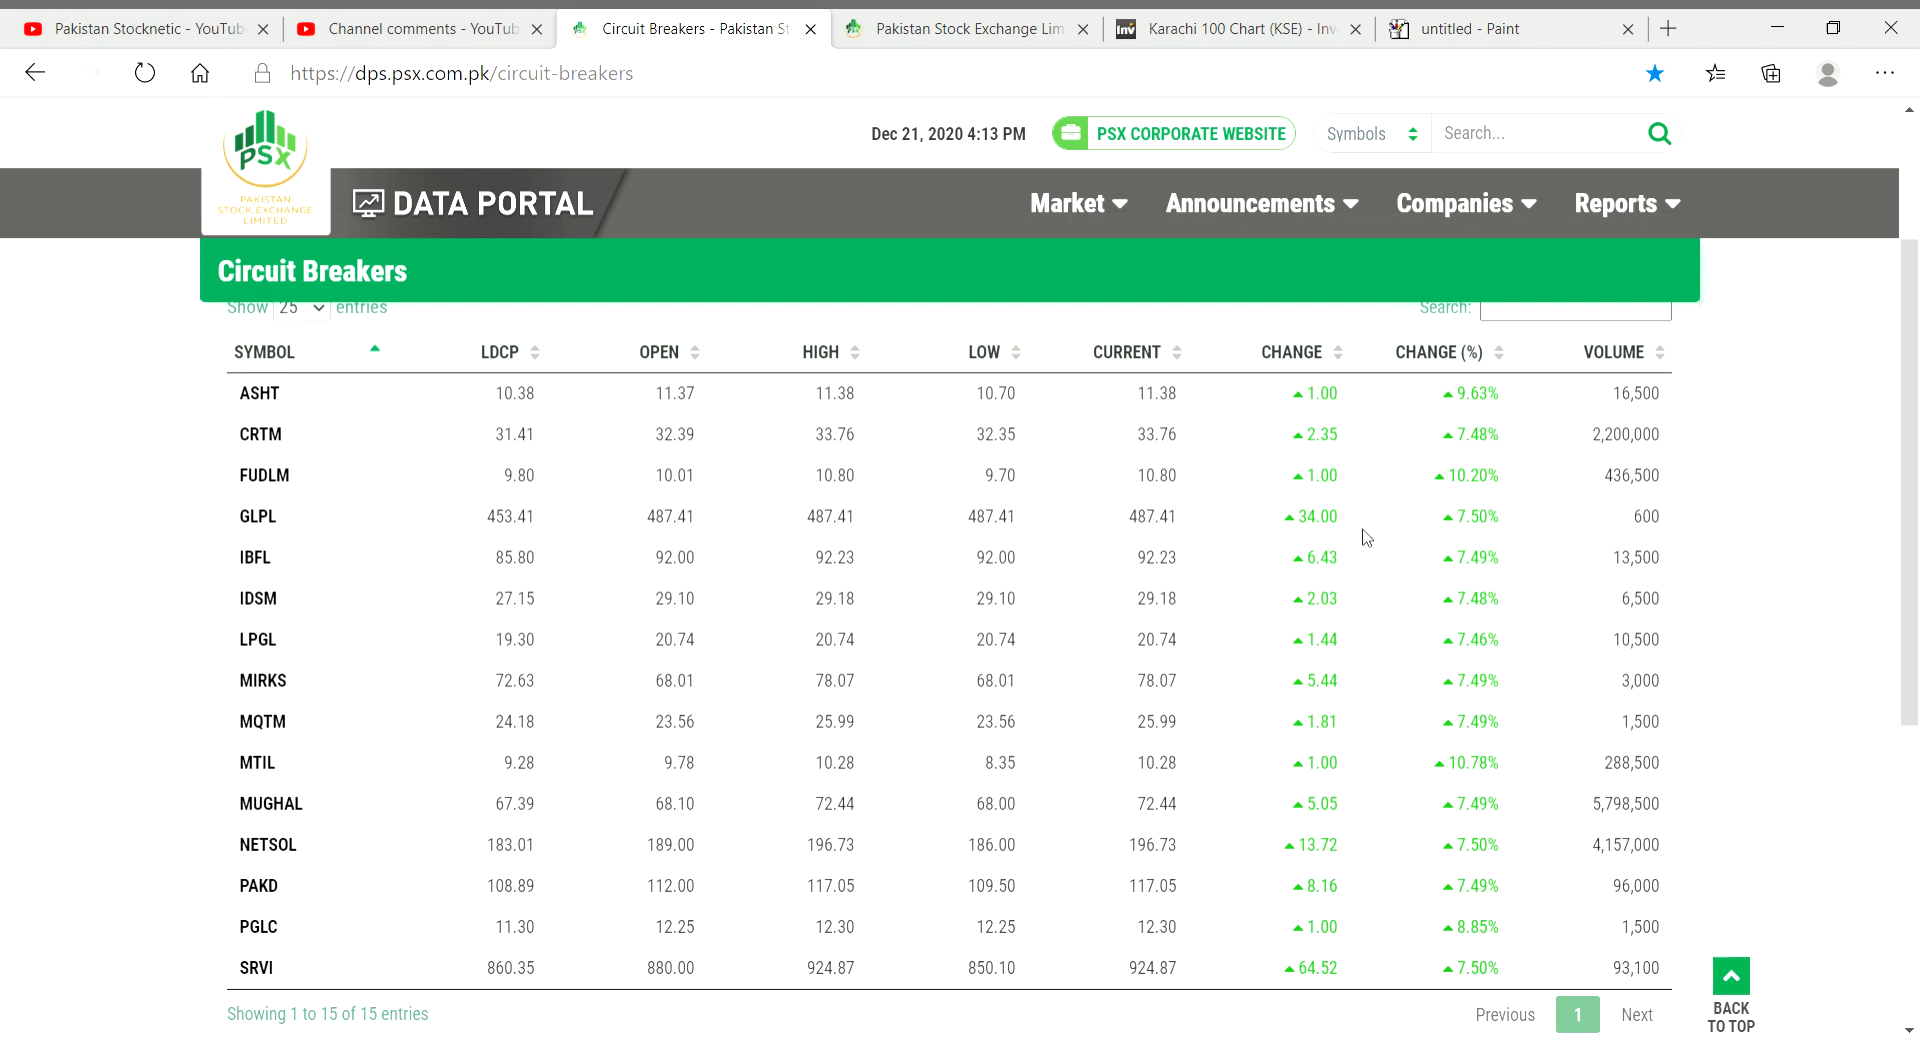 Pakistan Stocknetic - YouTub
Channel comments - YouTub
Circuit Breakers - Pakistan St
Pakistan Stock Exchange Lim
Inv Karachi 100 Chart (KSE) - Inv
untitled - Paint
https://dps.psx.com.pk/circuit-breakers
PSX
PAKISTAN
STOCK EXCHANGE
LIMITED
Dec 21, 2020 4:13 PM
PSX CORPORATE WEBSITE
Symbols
Search...
DATA PORTAL
Market
Announcements
Companies
Reports
Circuit Breakers
Show 25 entries
Search:
SYMBOL LDCP OPEN HIGH LOW CURRENT CHANGE CHANGE (%) VOLUME
ASHT 10.38 11.37 11.38 10.70 11.38 1.00 9.63% 16,500
CRTM 31.41 32.39 33.76 32.35 33.76 2.35 7.48% 2,200,000
FUDLM 9.80 10.01 10.80 9.70 10.80 1.00 10.20% 436,500
GLPL 453.41 487.41 487.41 487.41 487.41 34.00 7.50% 600
IBFL 85.80 92.00 92.23 92.00 92.23 6.43 7.49% 13,500
IDSM 27.15 29.10 29.18 29.10 29.18 2.03 7.48% 6,500
LPGL 19.30 20.74 20.74 20.74 20.74 1.44 7.46% 10,500
MIRKS 72.63 68.01 78.07 68.01 78.07 5.44 7.49% 3,000
MQTM 24.18 23.56 25.99 23.56 25.99 1.81 7.49% 1,500
MTIL 9.28 9.78 10.28 8.35 10.28 1.00 10.78% 288,500
MUGHAL 67.39 68.10 72.44 68.00 72.44 5.05 7.49% 5,798,500
NETSOL 183.01 189.00 196.73 186.00 196.73 13.72 7.50% 4,157,000
PAKD 108.89 112.00 117.05 109.50 117.05 8.16 7.49% 96,000
PGLC 11.30 12.25 12.30 12.25 12.30 1.00 8.85% 1,500
SRVI 860.35 880.00 924.87 850.10 924.87 64.52 7.50% 93,100
Showing 1 to 15 of 15 entries
Previous 1 Next
BACK
TO TOP